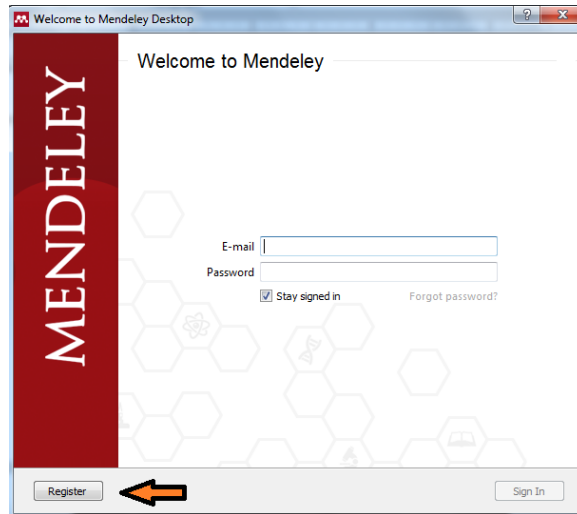 Welcome to Mendeley Desktop
Welcome to Mendeley
MENDELEY
E-mail
Password
Stay signed in Forgot password?
Register Sign In